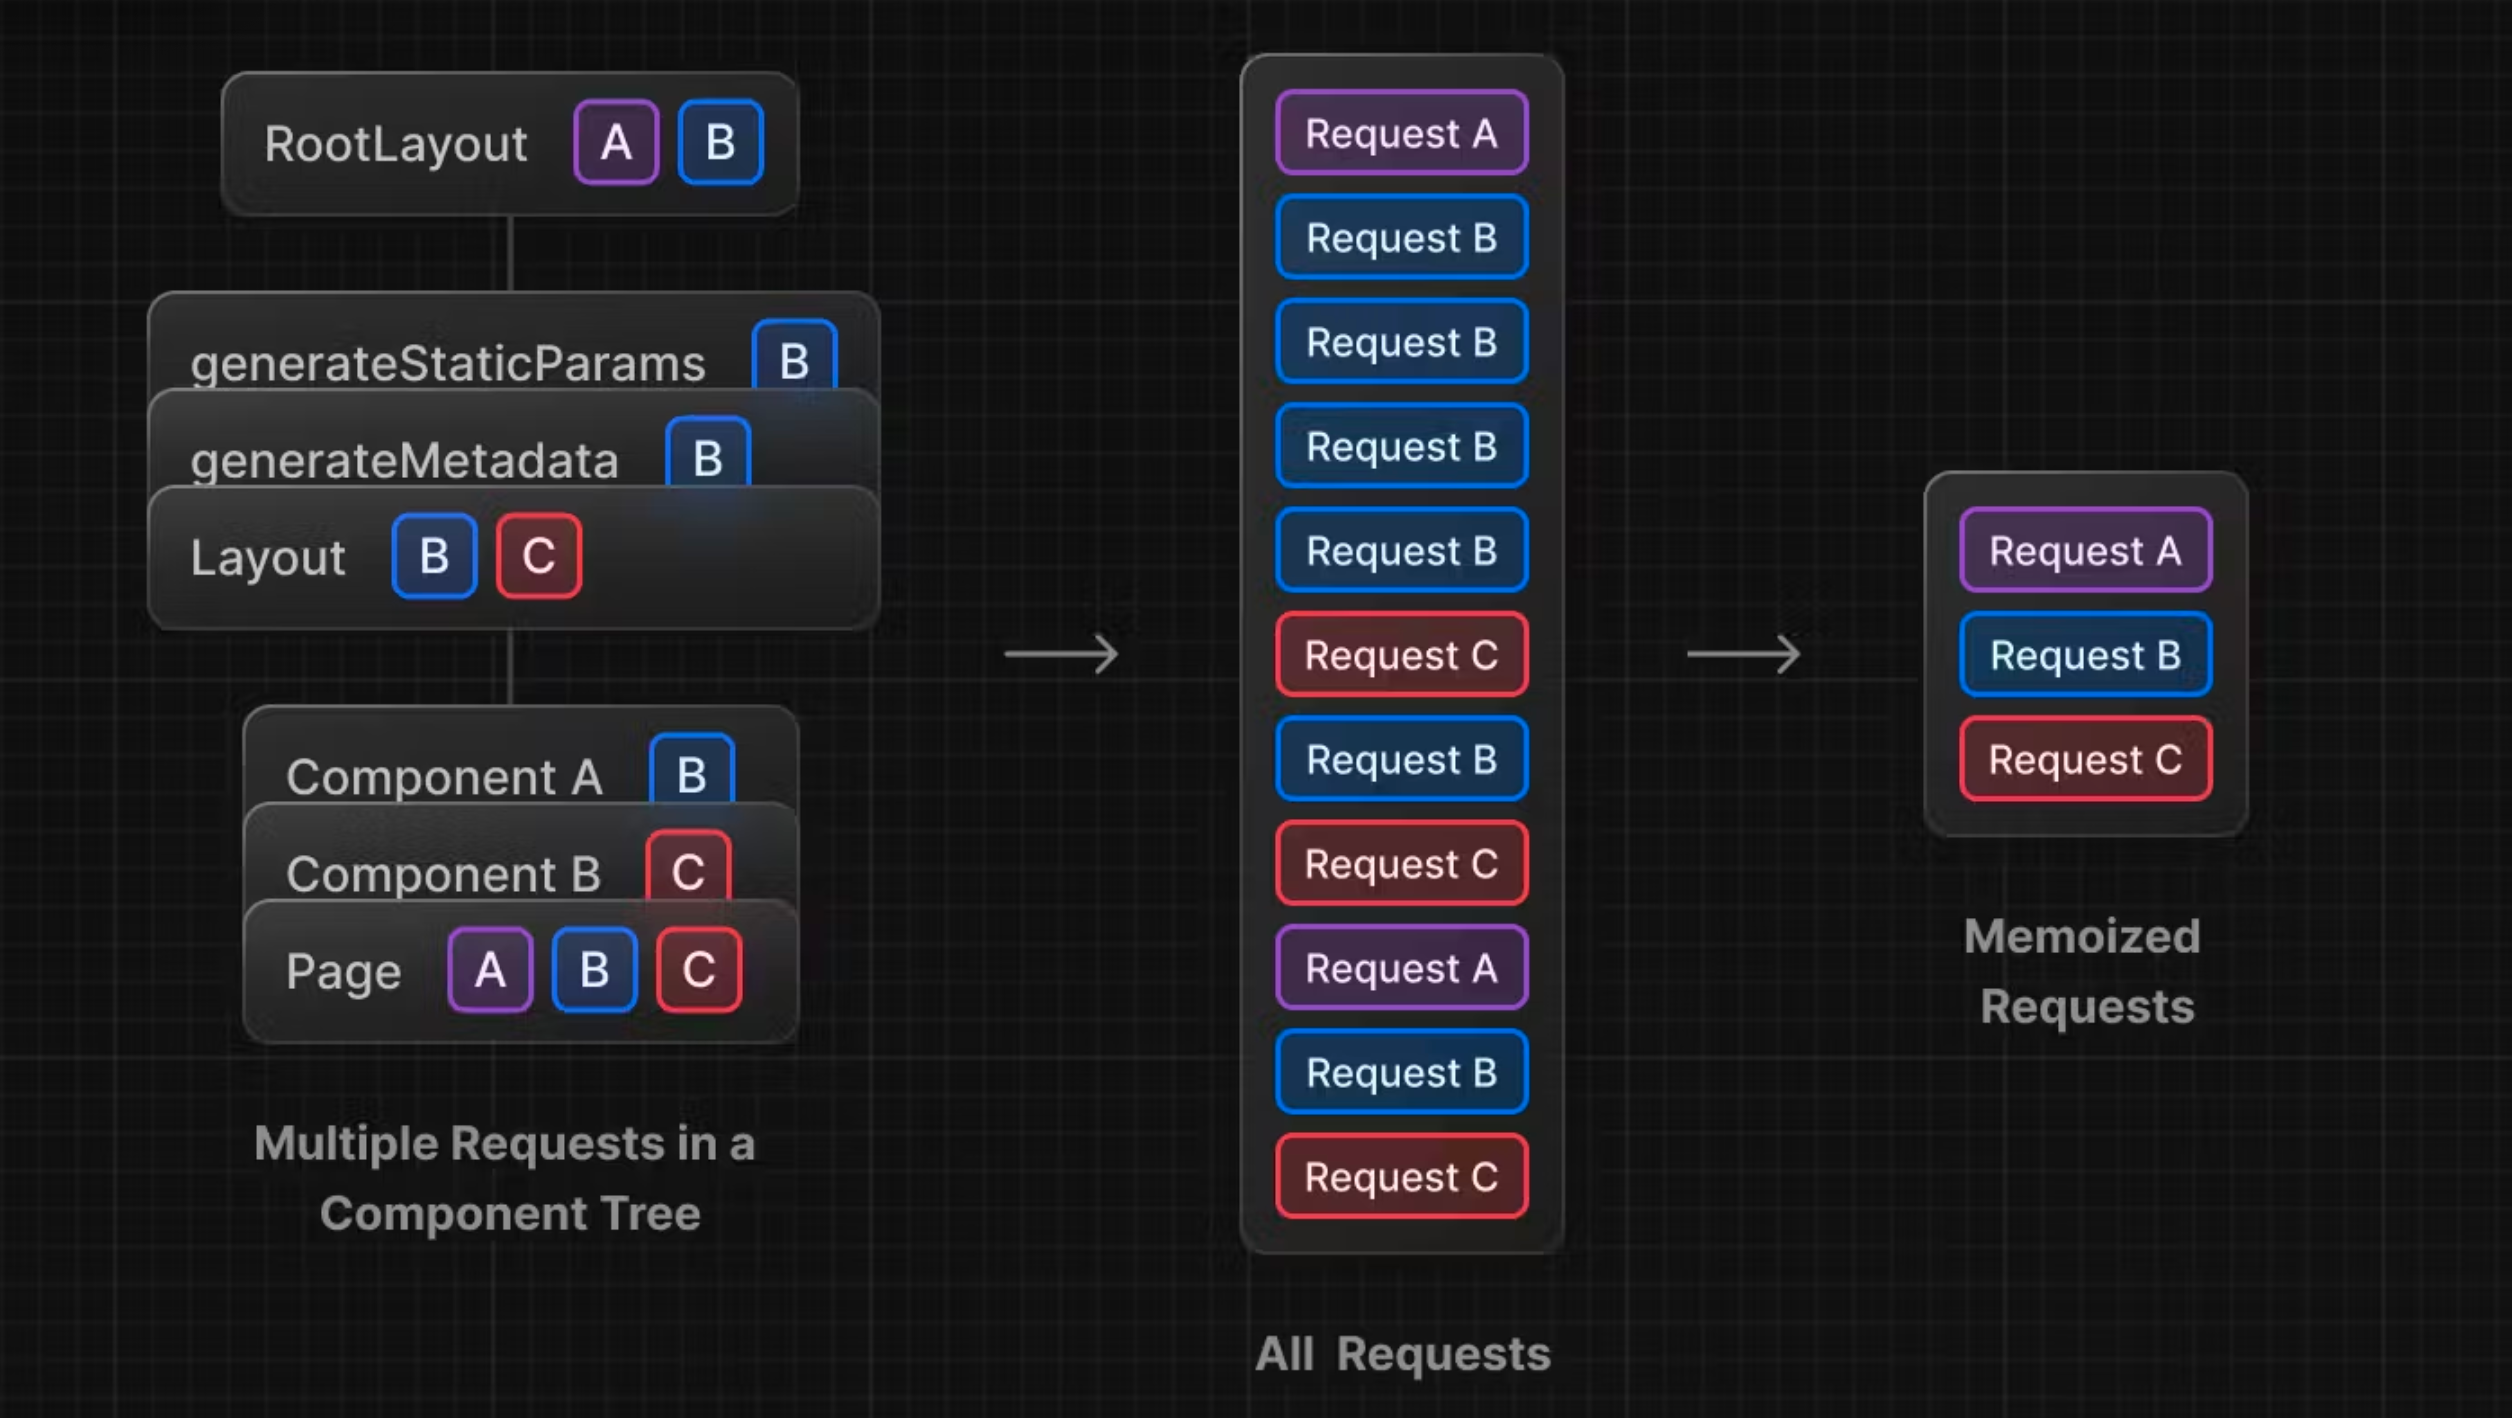 RootLayout A B
generateStaticParams B
generateMetadata B
Layout B C
Component A B
Component B C
Page A B C
Multiple Requests in a
Component Tree
Request A
Request B
Request B
Request B
Request B
Request C
Request B
Request C
Request A
Request B
Request C
All Requests
Request A
Request B
Request C
Memoized
Requests